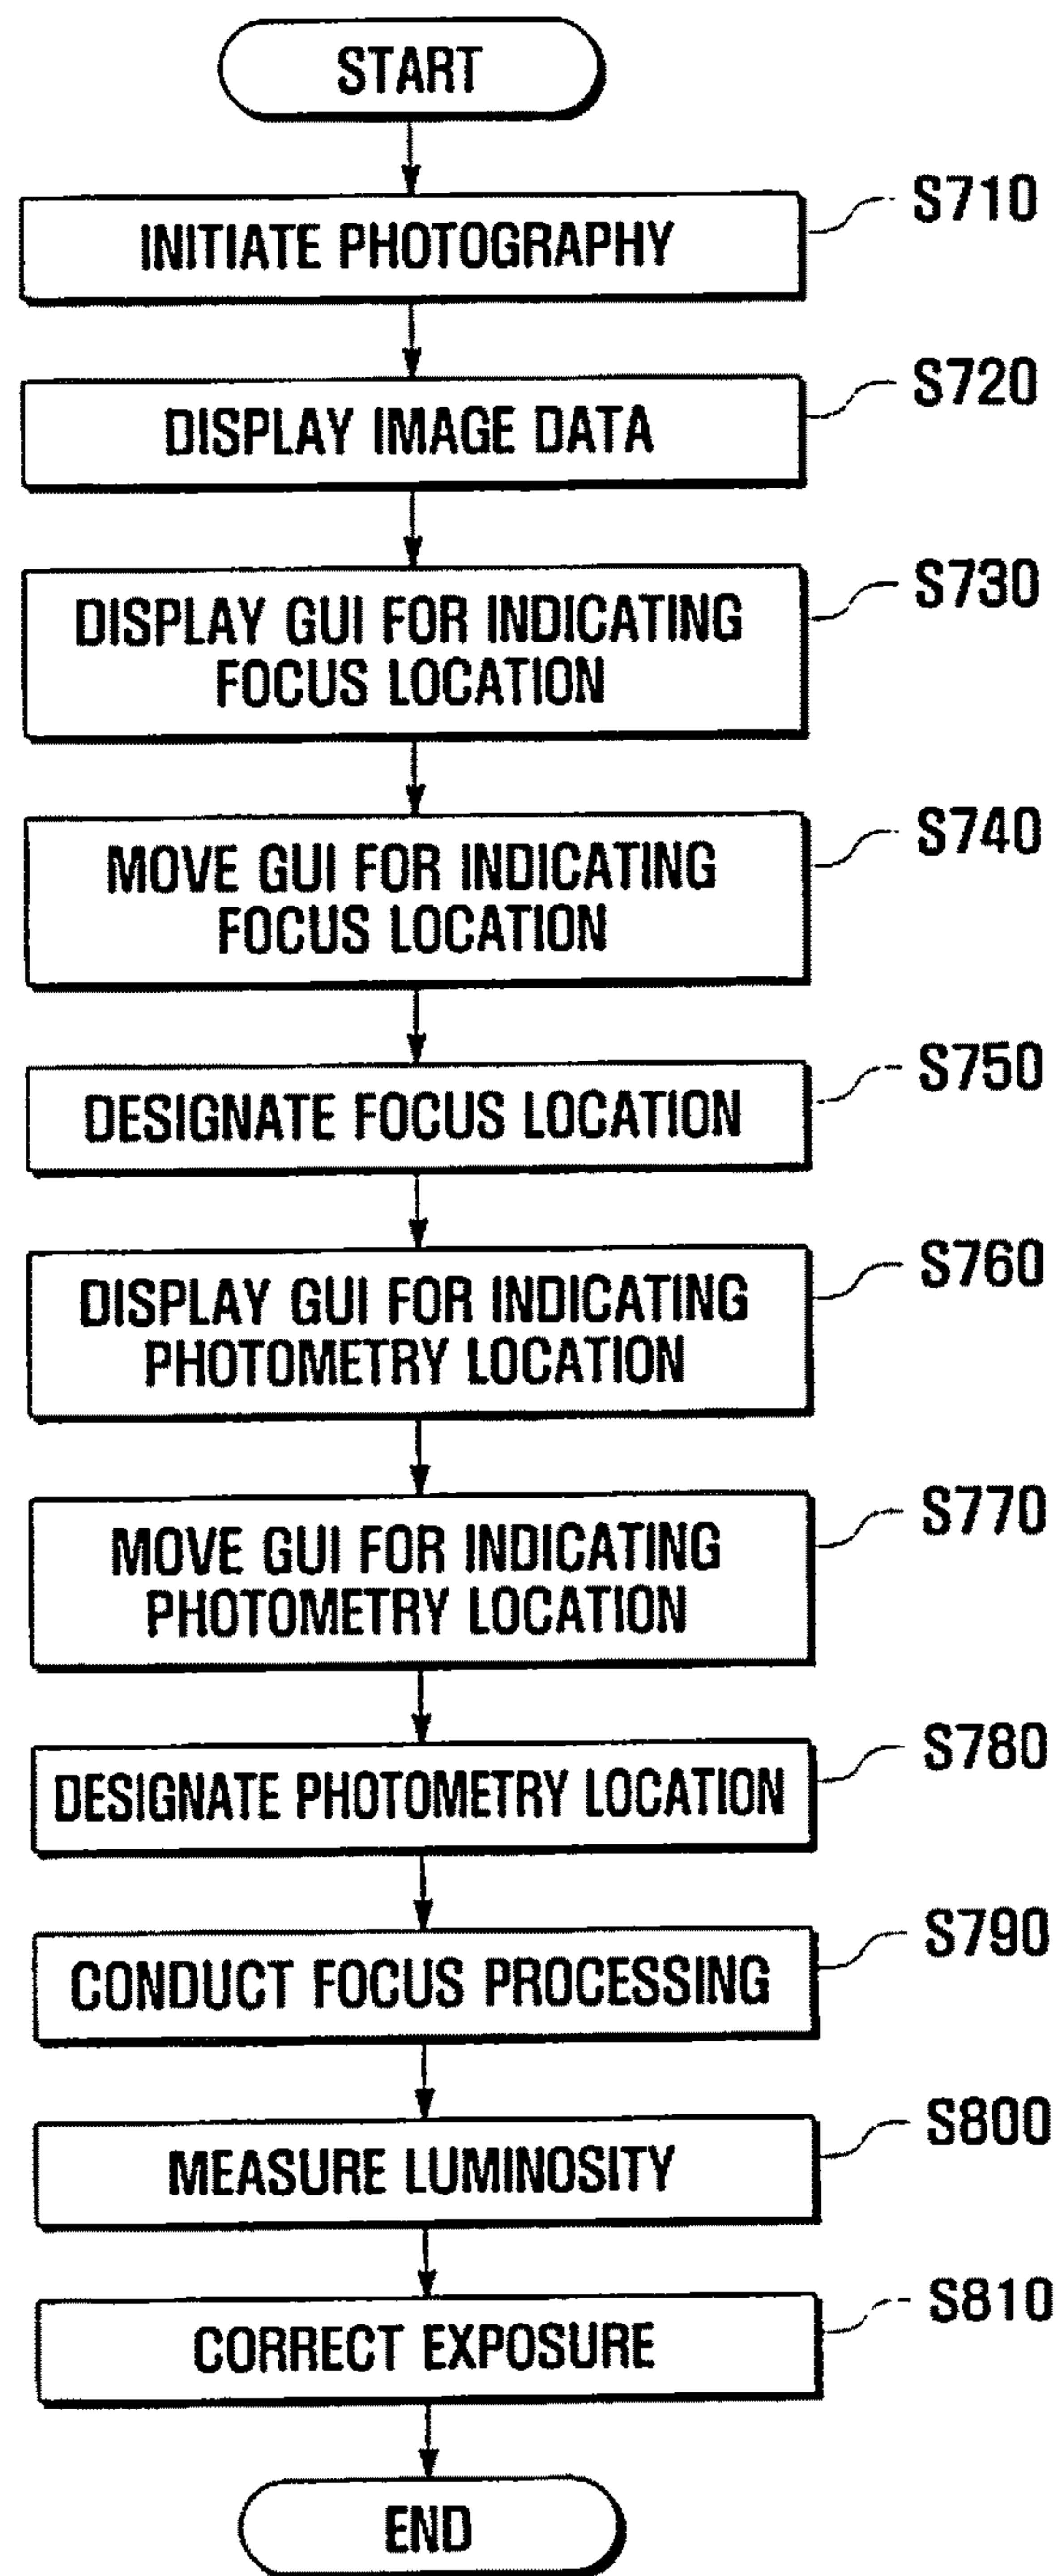 START
INITIATE PHOTOGRAPHY
S710
DISPLAY IMAGE DATA
S720
DISPLAY GUI FOR INDICATING
FOCUS LOCATION
S730
MOVE GUI FOR INDICATING
FOCUS LOCATION
S740
DESIGNATE FOCUS LOCATION
S750
DISPLAY GUI FOR INDICATING
PHOTOMETRY LOCATION
S760
MOVE GUI FOR INDICATING
PHOTOMETRY LOCATION
S770
DESIGNATE PHOTOMETRY LOCATION
S780
CONDUCT FOCUS PROCESSING
S790
MEASURE LUMINOSITY
S800
CORRECT EXPOSURE
S810
END